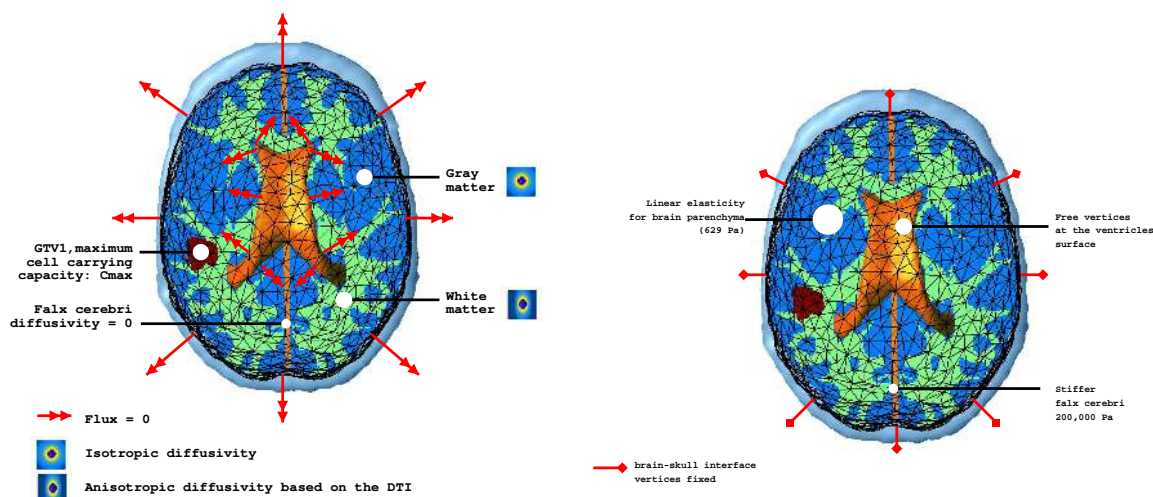 Gray
matter
GTV1,maximum
cell carrying
capacity: Cmax
Falx cerebri
diffusivity = 0
White
matter
Flux = 0
Isotropic diffusivity
Anisotropic diffusivity based on the DTI
Linear elasticity
for brain parenchyma
(629 Pa)
Free vertices
at the ventricles
surface
Stiffer
falx cerebri
200,000 Pa
brain-skull interface
vertices fixed